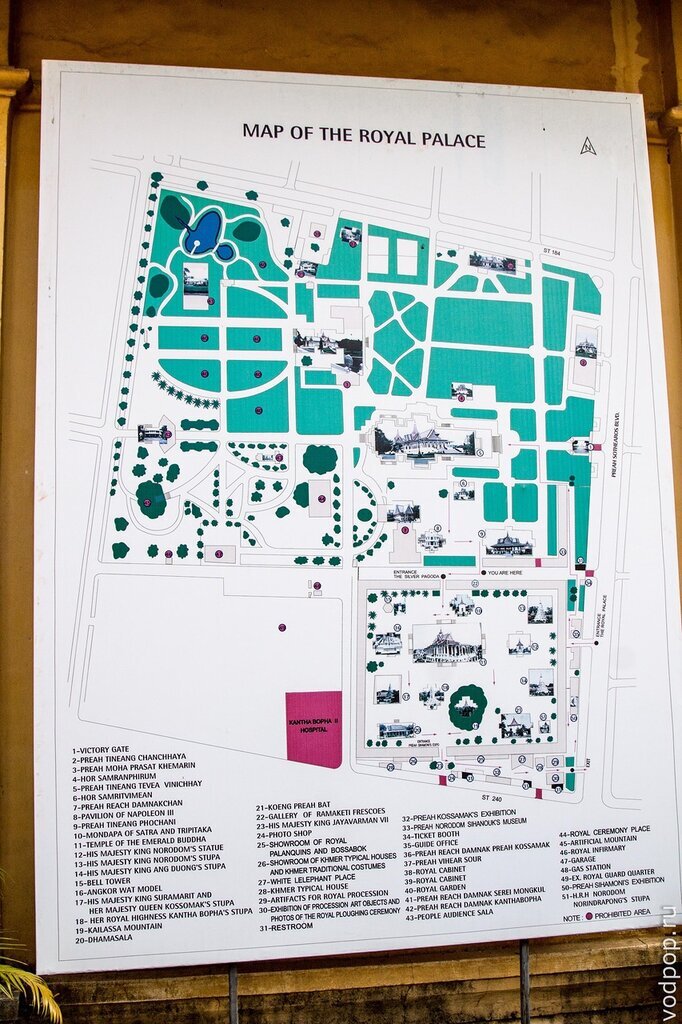 MAP OF THE ROYAL PALACE
N
ST 184
PREAH SOTHEAROS BLVD.
ENTRANCE
THE SILVER PAGODA
YOU ARE HERE
ENTRANCE
THE ROYAL PALACE
KANTHA BOPHA II
HOSPITAL
ENTRANCE
EXIT
ST 240
1-VICTORY GATE
2-PREAH TINEANG CHANCHHAYA
3-PREAH MOHA PRASAT KHEMARIN
4-HOR SAMRANPHIRUM
5-PREAH TINEANG TEVEA VINICHHAY
6-HOR SAMRITVIMEAN
7-PREAH REACH DAMNAKCHAN
8-PAVILION OF NAPOLEON III
9-PREAH TINEANG PHOCHANI
10-MONDAPA OF SATRA AND TRIPITAKA
11-TEMPLE OF THE EMERALD BUDDHA
12-HIS MAJESTY KING NORODOM'S STATUE
13-HIS MAJESTY KING NORODOM'S STUPA
14-HIS MAJESTY KING ANG DUONG'S STUPA
15-BELL TOWER
16-ANGKOR WAT MODEL
17-HIS MAJESTY KING SURAMARIT AND
HER MAJESTY QUEEN KOSSOMAK'S STUPA
18- HER ROYAL HIGHNESS KANTHA BOPHA'S STUPA
19-KAILASSA MOUNTAIN
20-DHAMASALA
21-KOENG PREAH BAT
22-GALLERY OF RAMAKETI FRESCOES
23-HIS MAJESTY KING JAYAVARMAN VII
24-PHOTO SHOP
25-SHOWROOM OF ROYAL
PALANQUINS AND BOSSABOK
26-SHOWROOM OF KHMER TYPICAL HOUSES
AND KHMER TRADITIONAL COSTUMES
27-WHITE LELEPHANT PLACE
28-KHMER TYPICAL HOUSE
29-ARTIFACTS FOR ROYAL PROCESSION
30-EXHIBITION OF PROCESSION ART OBJECTS AND
PHOTOS OF THE ROYAL PLOUGHING CEREMONY
31-RESTROOM
32-PREAH KOSSAMAK'S EXHIBITION
33-PREAH NORODOM SIHANOUK'S MUSEUM
34-TICKET BOOTH
35-GUIDE OFFICE
36-PREAH REACH DAMNAK PREAH KOSSAMAK
37-PREAH VIHEAR SOUR
38-ROYAL CABINET
39-ROYAL CABINET
40-ROYAL GARDEN
41-PREAH REACH DAMNAK SEREI MONGKUL
42-PREAH REACH DAMNAK KANTHABOPHA
43-PEOPLE AUDIENCE SALA
44-ROYAL CEREMONY PLACE
45-ARTIFICIAL MOUNTAIN
46-ROYAL INFIRMARY
47-GARAGE
48-GAS STATION
49-EX. ROYAL GUARD QUARTER
50-PREAH SIHAMONI'S EXHIBITION
51-H.R.H NORODOM
NORINDRAPONG'S STUPA
NOTE : PROHIBITED AREA
vodpop.ru